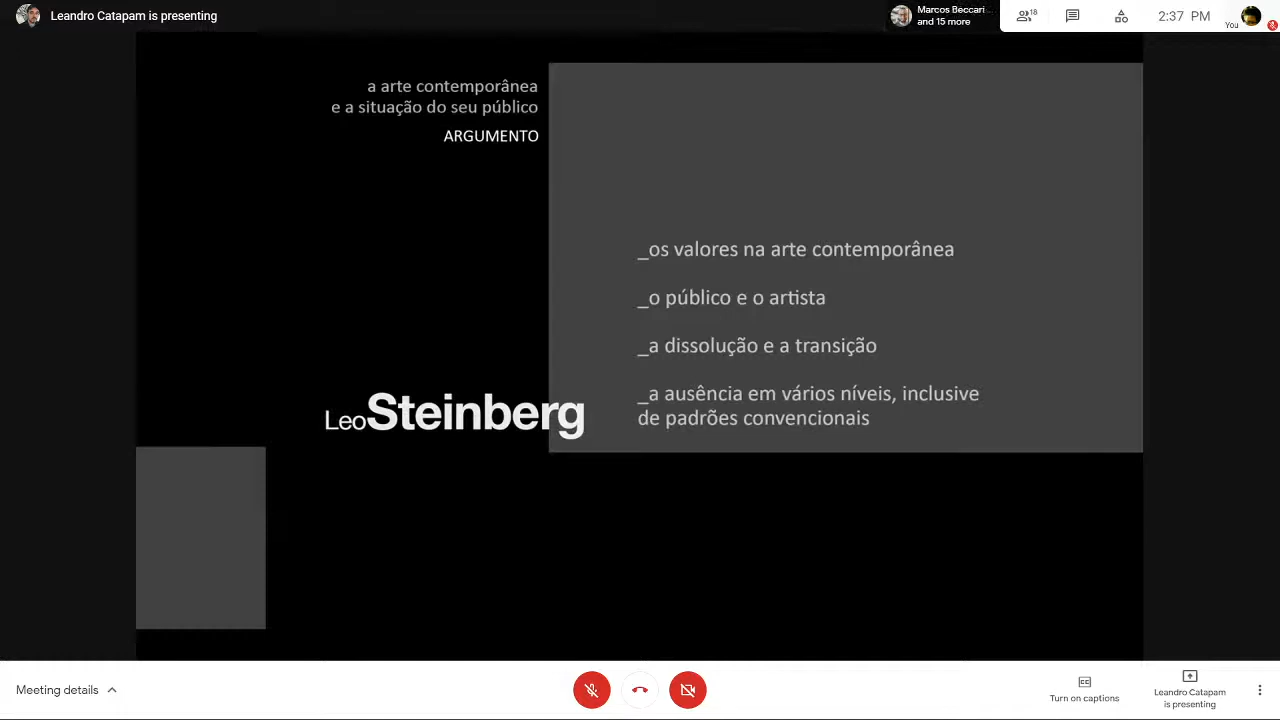 Leandro Catapam is presenting
Marcos Beccari...
and 15 more
18
2:37 PM
You
a arte contemporânea
e a situação do seu público
ARGUMENTO
_os valores na arte contemporânea
_o público e o artista
_a dissolução e a transição
_a ausência em vários níveis, inclusive
de padrões convencionais
LeoSteinberg
Meeting details
CC
Turn on captions
Leandro Catapam
is presenting